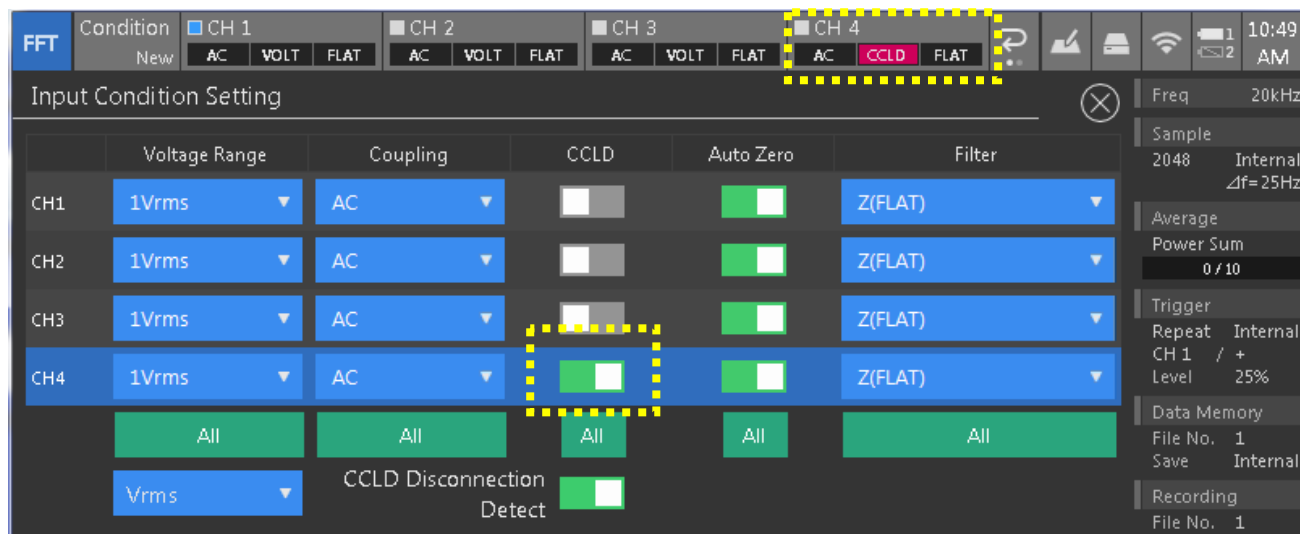 FFT
Condition
New
CH 1
AC VOLT FLAT
CH 2
AC VOLT FLAT
CH 3
AC VOLT FLAT
CH 4
AC CCLD FLAT
1
2
10:49
AM
Input Condition Setting
Voltage Range Coupling CCLD Auto Zero Filter
CH1 1Vrms AC Z(FLAT)
CH2 1Vrms AC Z(FLAT)
CH3 1Vrms AC Z(FLAT)
CH4 1Vrms AC Z(FLAT)
All All All All All
Vrms
CCLD Disconnection
Detect
Freq 20kHz
Sample
2048 Internal
⊿f=25Hz
Average
Power Sum
0 / 10
Trigger
Repeat Internal
CH 1 / +
Level 25%
Data Memory
File No. 1
Save Internal
Recording
File No. 1